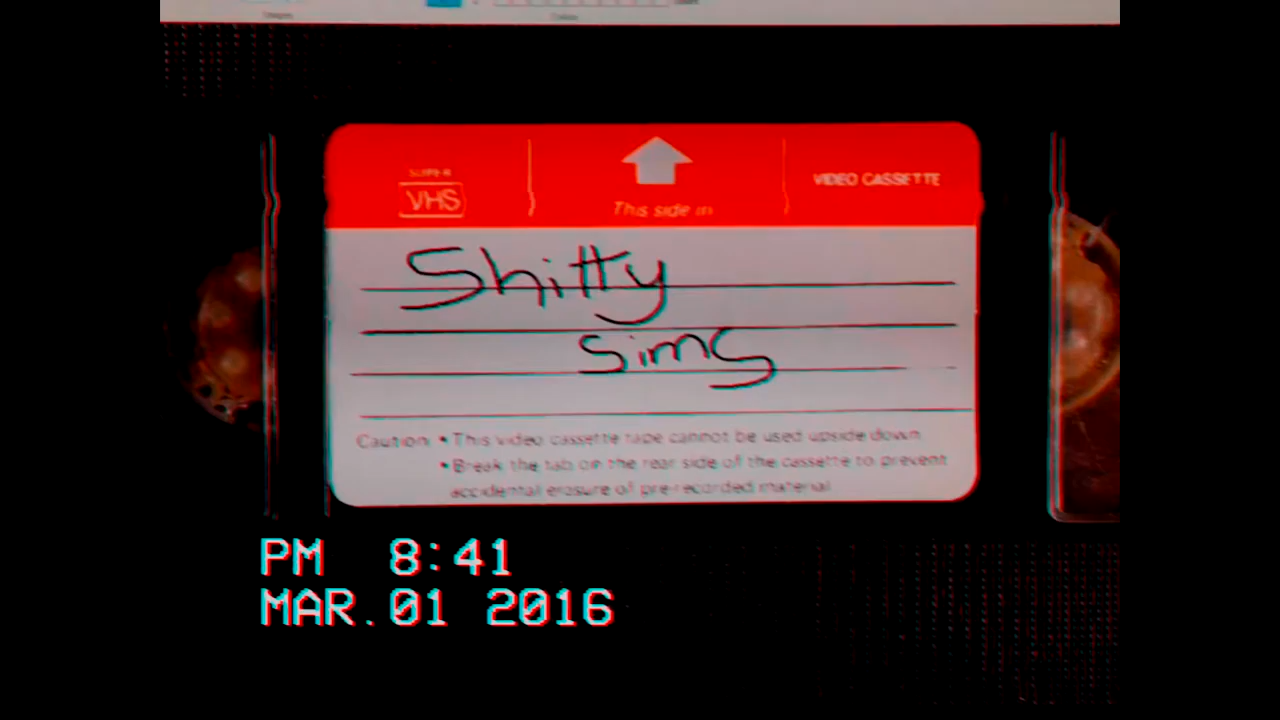 SUPER
VHS
This side in
VIDEO CASSETTE
Shitty
Sims
Caution • This video cassette tape cannot be used upside down
• Break the tab on the rear side of the cassette to prevent
accidental erasure of pre-recorded material
PM 8:41
MAR.01 2016